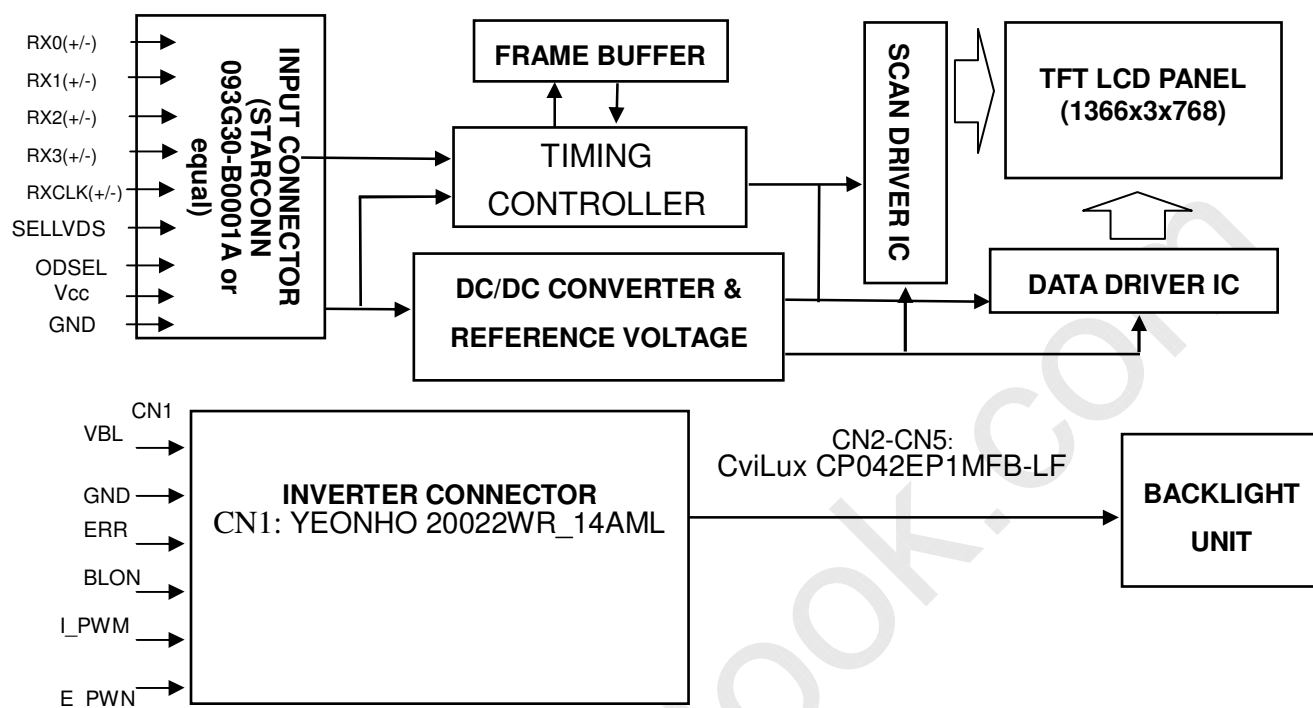 RX0(+/-)
RX1(+/-)
RX2(+/-)
RX3(+/-)
RXCLK(+/-)
SELLVDS
ODSEL
Vcc
GND
INPUT CONNECTOR
(STARCONN
093G30-B0001A or
equal)
FRAME BUFFER
TIMING
CONTROLLER
DC/DC CONVERTER &
REFERENCE VOLTAGE
SCAN DRIVER IC
TFT LCD PANEL
(1366x3x768)
DATA DRIVER IC
CN1
VBL
GND
ERR
BLON
I_PWM
E_PWN
INVERTER CONNECTOR
CN1: YEONHO 20022WR_14AML
CN2-CN5:
CviLux CP042EP1MFB-LF
BACKLIGHT
UNIT
ook.com